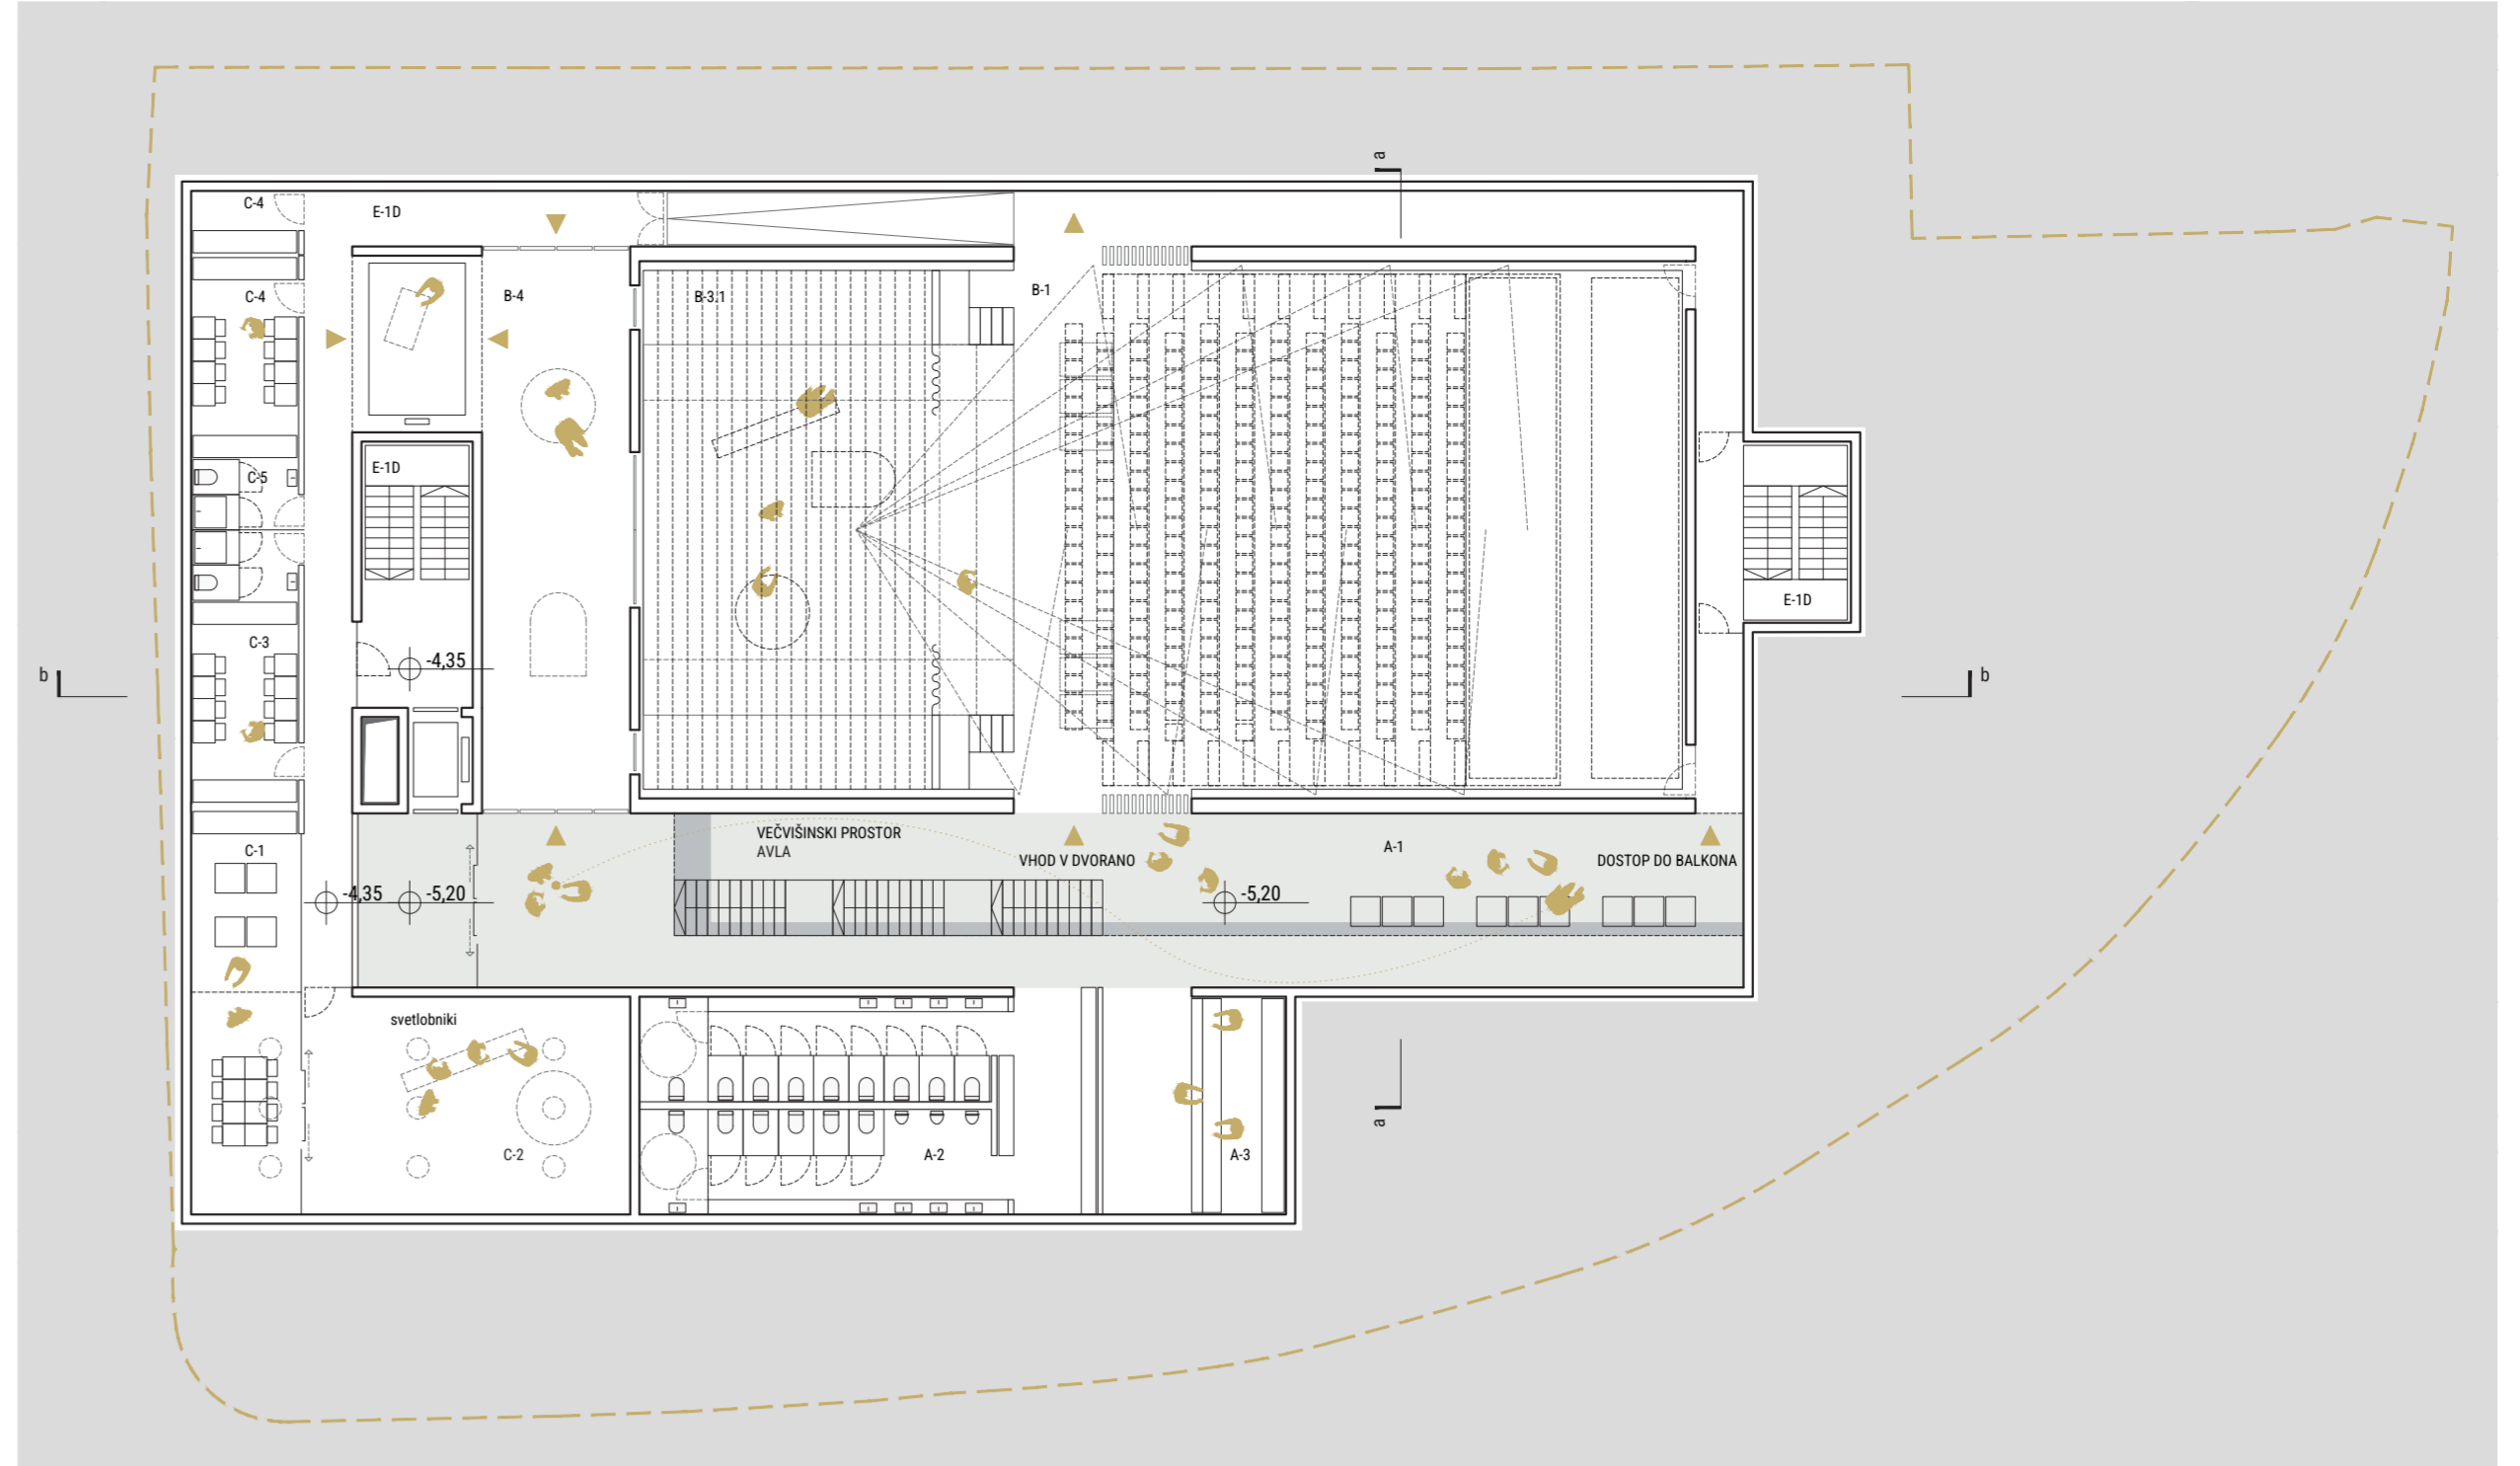 a
C-4
E-1D
B-1
C-4
B-4
B-3.1
E-1D
C-5
E-1D
C-3
-4,35
b
b
VEČVIŠINSKI PROSTOR
AVLA
C-1
VHOD V DVORANO
A-1
DOSTOP DO BALKONA
-4,35
-5,20
-5,20
svetlobniki
C-2
A-2
A-3
a